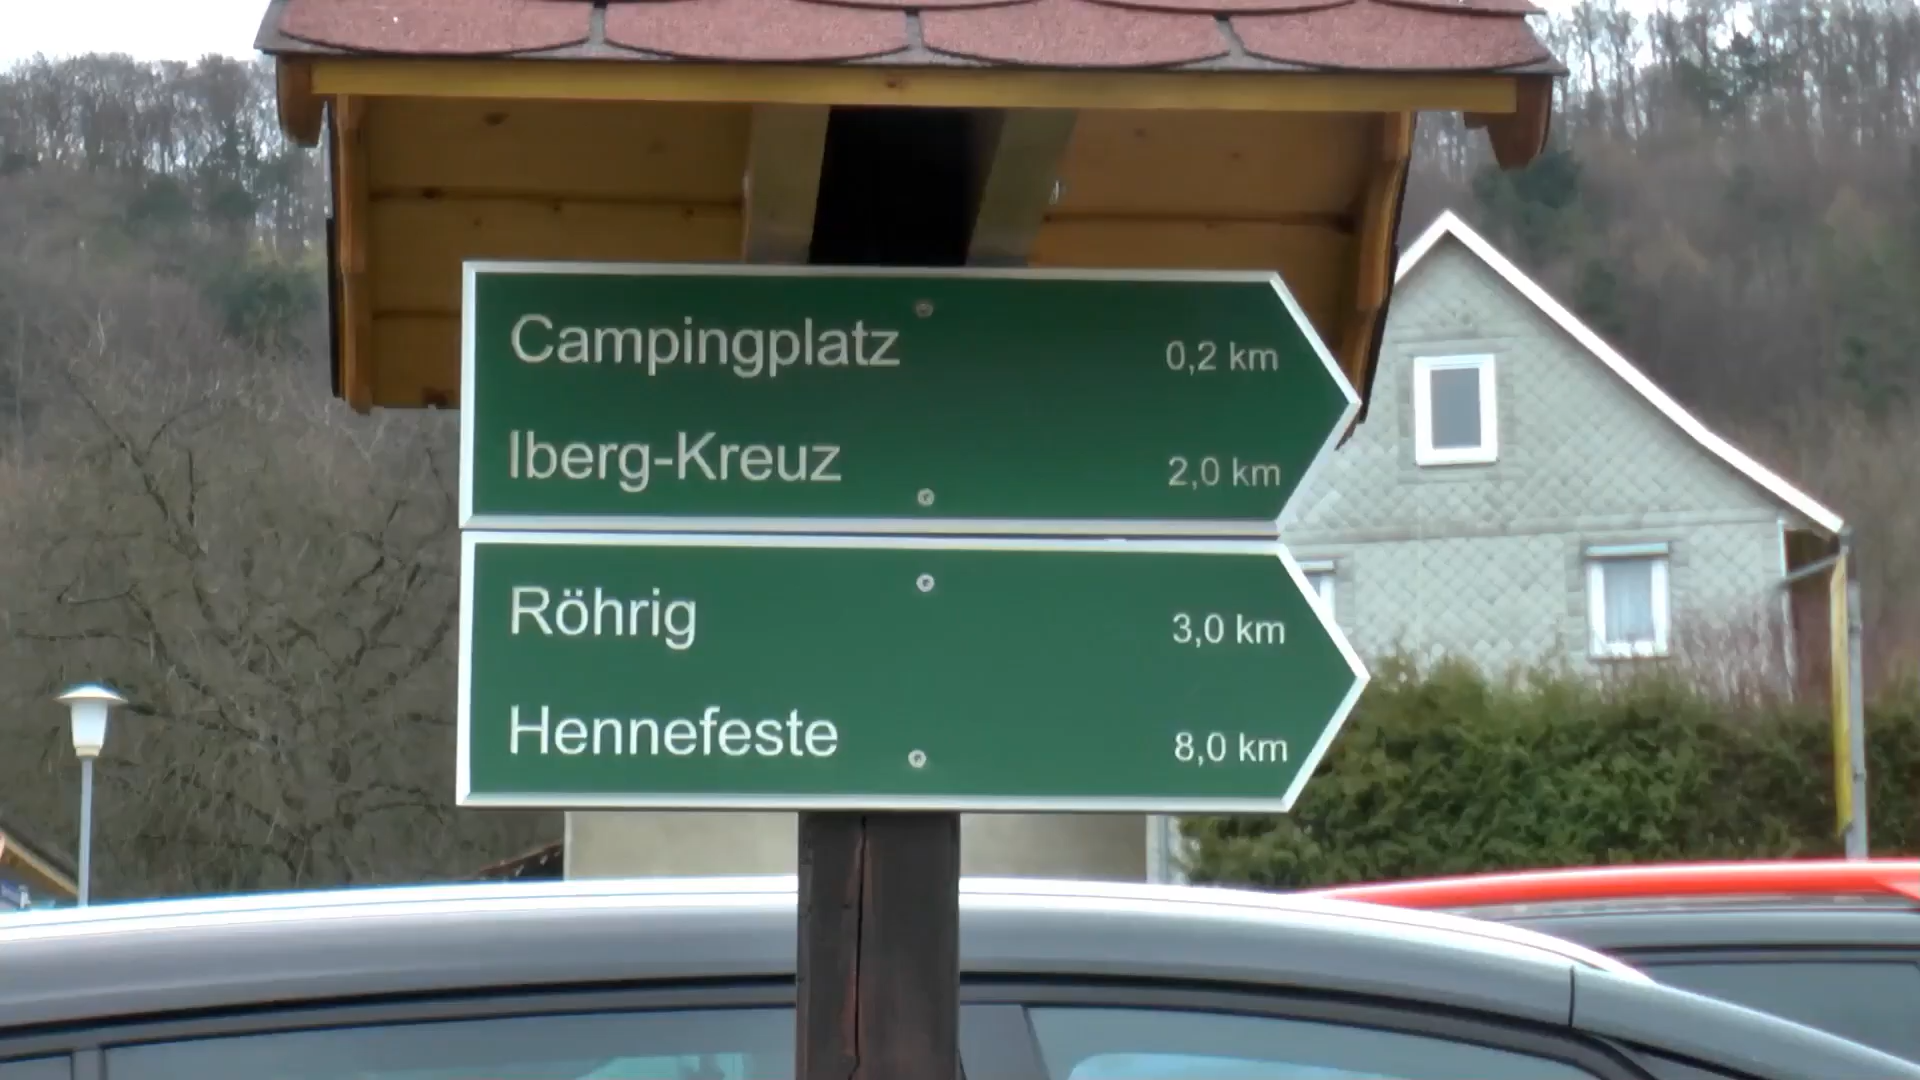 Campingplatz 0,2 km
Iberg-Kreuz 2,0 km
Röhrig 3,0 km
Hennefeste 8,0 km